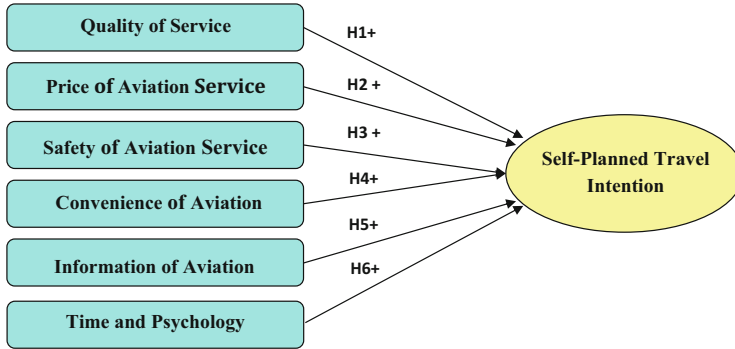 Quality of Service
H1+
Price of Aviation Service
H2 +
Safety of Aviation Service
H3 +
Self-Planned Travel
Intention
Convenience of Aviation
H4+
Information of Aviation
H5+
Time and Psychology
H6+